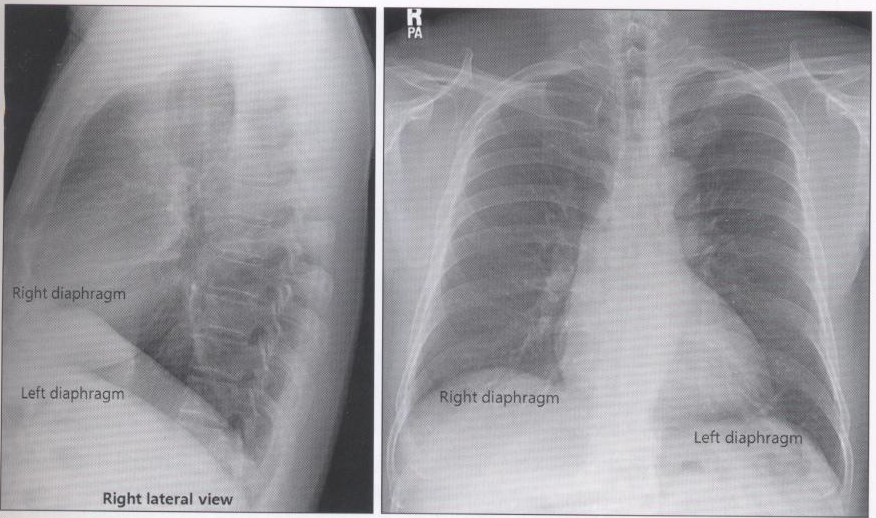 Right diaphragm
Left diaphragm
Right lateral view
R
PA
Right diaphragm
Left diaphragm